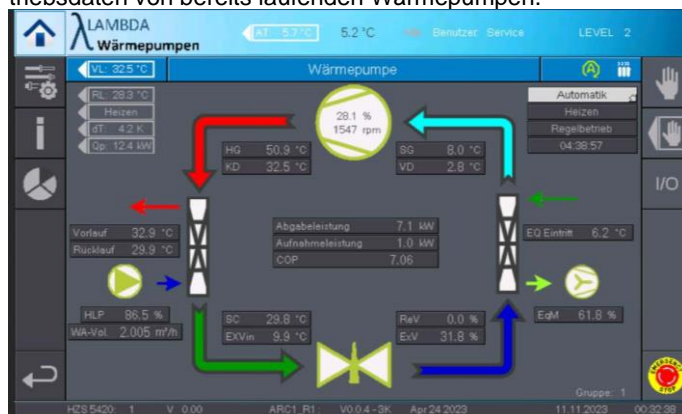 triebsdaten von bereits laufenden Wärmepumpen.
LAMBDA
Wärmepumpen
AT: 5.7°C
5.2 °C
Benutzer: Service
LEVEL 2
VL: 32.5 °C
Wärmepumpe
RL: 28.3 °C
Heizen
dT: 4.2 K
Qp: 12.4 kW
28.1 %
1547 rpm
Automatik
Heizen
Regelbetrieb
04:38:57
HG 50.9 °C
KD 32.5 °C
SG 8.0 °C
VD 2.8 °C
I/O
Vorlauf 32.9 °C
Rücklauf 29.9 °C
Abgabeleistung 7.1 kW
Aufnahmeleistung 1.0 kW
COP 7.06
EQ Eintritt 6.2 °C
HLP 86.5 %
WA-Vol. 2.005 m³/h
SC 29.8 °C
EXVin 9.9 °C
ReV 0.0 %
ExV 31.8 %
EqM 61.8 %
EMERGENCY
STOP
Gruppe: 1
HZS 5420: 1 V 0.00 ARC1_R1: V0.0.4-3K Apr 24 2023 11.11.2023 00:32:38